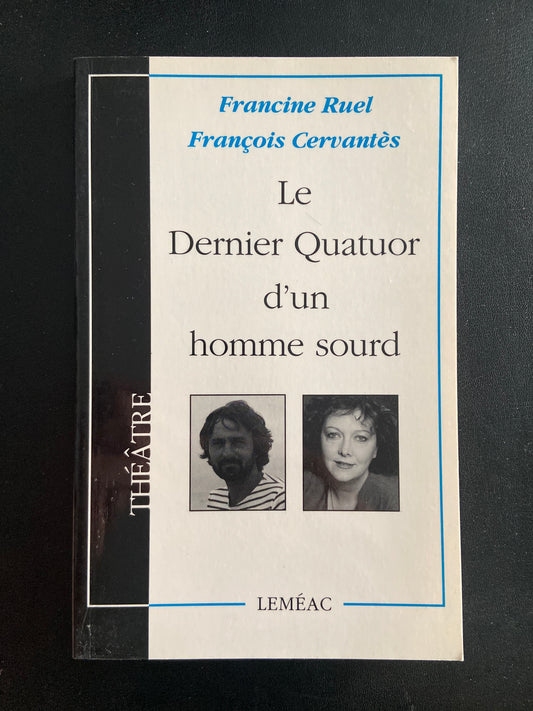 Francine Ruel
François Cervantès
Le
Dernier Quatuor
d'un
homme sourd
THÉÂTRE
LEMÉAC